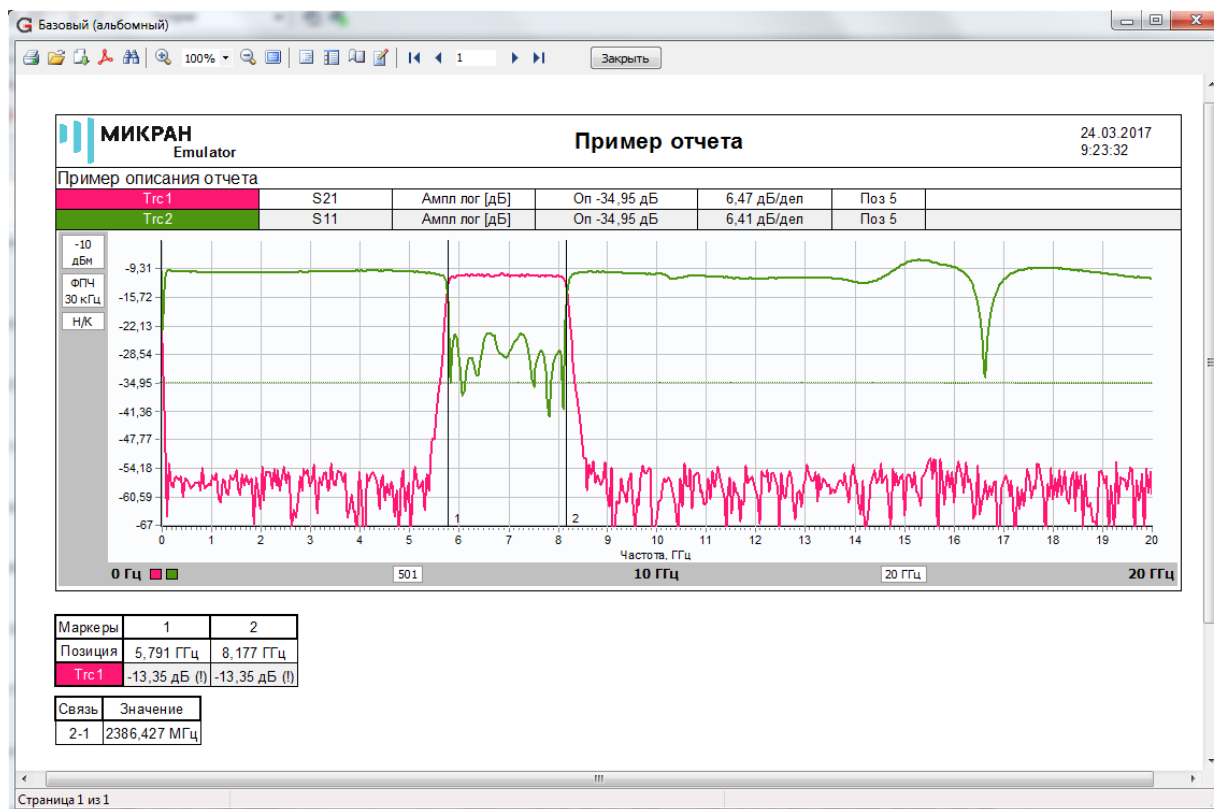 Базовый (альбомный)
100%
1
Закрыть
МИКРАН
Emulator
Пример отчета
24.03.2017
9:23:32
Пример описания отчета
Trc1 S21 Ампл лог [дБ] Оп -34,95 дБ 6,47 дБ/дел Поз 5
Trc2 S11 Ампл лог [дБ] Оп -34,95 дБ 6,41 дБ/дел Поз 5
-10
дБм
ФПЧ
30 кГц
Н/К
-9,31
-15,72
-22,13
-28,54
-34,95
-41,36
-47,77
-54,18
-60,59
-67
1 2
0 1 2 3 4 5 6 7 8 9 10 11 12 13 14 15 16 17 18 19 20
Частота, ГГц
0 Гц 501 10 ГГц 20 ГГц 20 ГГц
Маркеры 1 2
Позиция 5,791 ГГц 8,177 ГГц
Trc1 -13,35 дБ (!) -13,35 дБ (!)
Связь Значение
2-1 2386,427 МГц
Страница 1 из 1